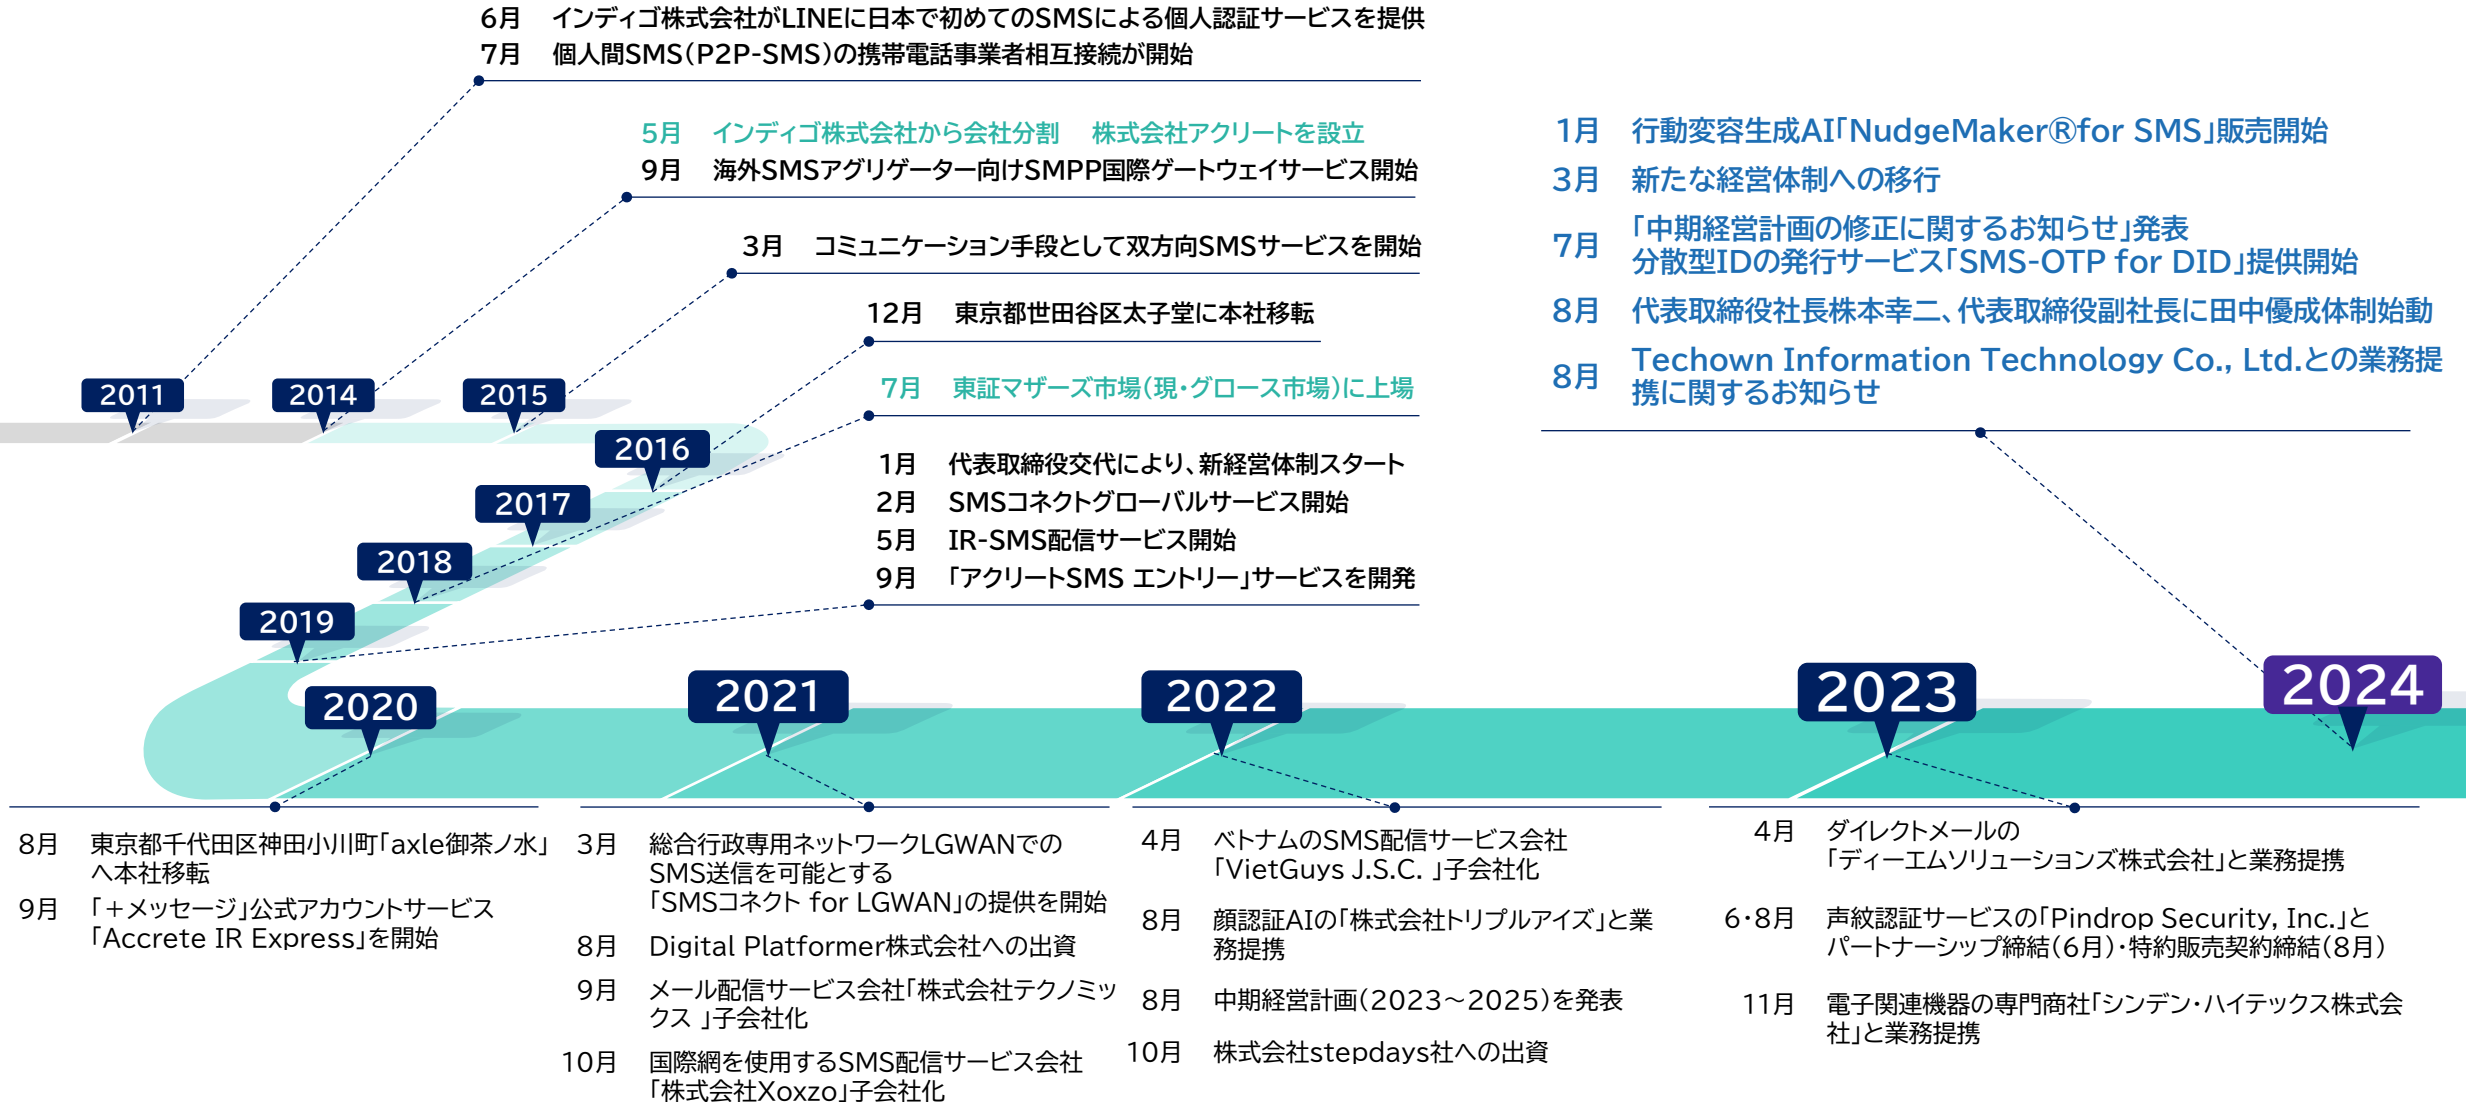 6月 インディゴ株式会社がLINEに日本で初めてのSMSによる個人認証サービスを提供
7月 個人間SMS(P2P-SMS)の携帯電話事業者相互接続が開始
5月 インディゴ株式会社から会社分割 株式会社アクリートを設立
9月 海外SMSアグリゲーター向けSMPP国際ゲートウェイサービス開始
3月 コミュニケーション手段として双方向SMSサービスを開始
12月 東京都世田谷区太子堂に本社移転
7月 東証マザーズ市場(現・グロース市場)に上場
1月 代表取締役交代により、新経営体制スタート
2月 SMSコネクトグローバルサービス開始
5月 IR-SMS配信サービス開始
9月 「アクリートSMS エントリー」サービスを開発
1月 行動変容生成AI「NudgeMaker®for SMS」販売開始
3月 新たな経営体制への移行
7月 「中期経営計画の修正に関するお知らせ」発表
分散型IDの発行サービス「SMS-OTP for DID」提供開始
8月 代表取締役社長株本幸二、代表取締役副社長に田中優成体制始動
8月 Techown Information Technology Co., Ltd.との業務提
携に関するお知らせ
2011
2014
2015
2016
2017
2018
2019
2020
2021
2022
2023
2024
8月 東京都千代田区神田小川町「axle御茶ノ水」
へ本社移転
9月 「+メッセージ」公式アカウントサービス
「Accrete IR Express」を開始
3月 総合行政専用ネットワークLGWANでの
SMS送信を可能とする
「SMSコネクト for LGWAN」の提供を開始
8月 Digital Platformer株式会社への出資
9月 メール配信サービス会社「株式会社テクノミッ
クス 」子会社化
10月 国際網を使用するSMS配信サービス会社
「株式会社Xoxzo」子会社化
4月 ベトナムのSMS配信サービス会社
「VietGuys J.S.C. 」子会社化
8月 顔認証AIの「株式会社トリプルアイズ」と業
務提携
8月 中期経営計画(2023～2025)を発表
10月 株式会社stepdays社への出資
4月 ダイレクトメールの
「ディーエムソリューションズ株式会社」と業務提携
6・8月 声紋認証サービスの「Pindrop Security, Inc.」と
パートナーシップ締結(6月)・特約販売契約締結(8月)
11月 電子関連機器の専門商社「シンデン・ハイテックス株式会
社」と業務提携